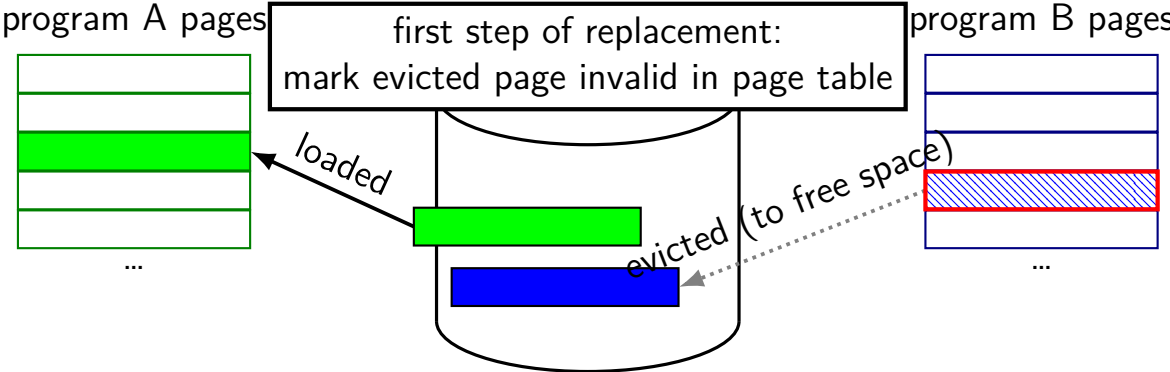 program A pages
first step of replacement:
mark evicted page invalid in page table
program B pages
loaded
evicted (to free space)
...
...